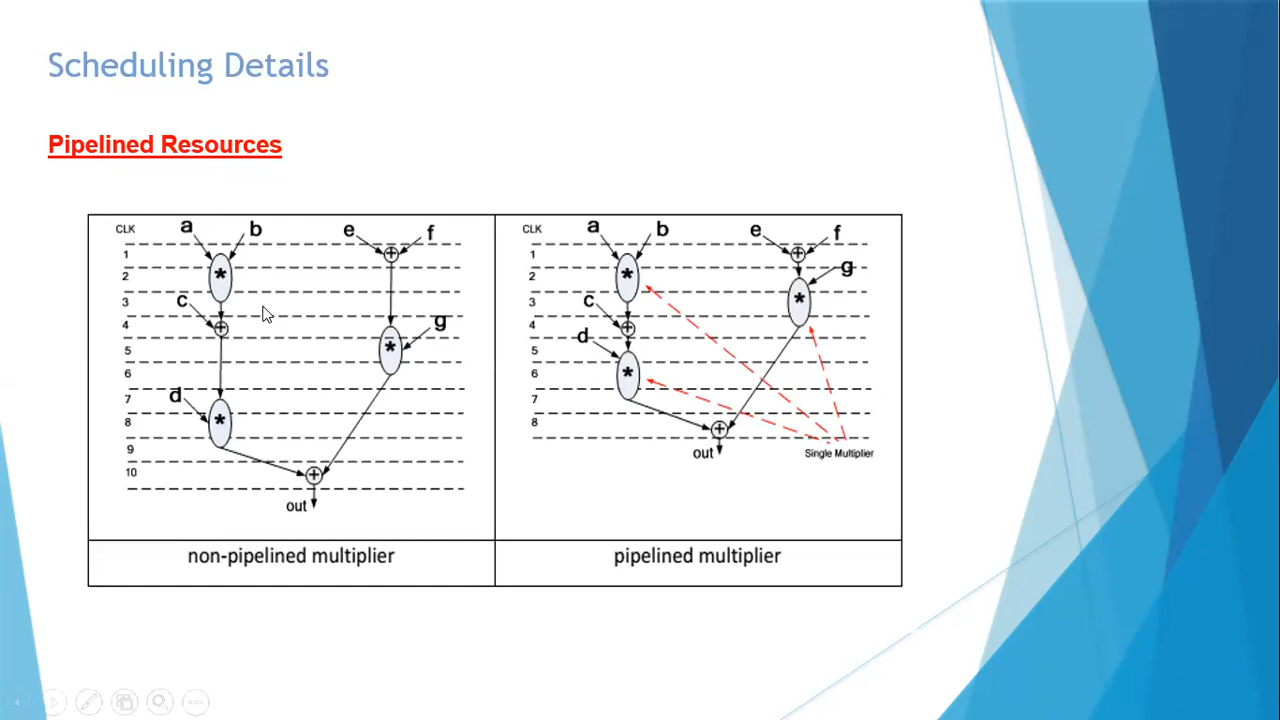 Scheduling Details
Pipelined Resources
CLK a b e f
1
2 *
3 c +
4 g
5 *
6
7 d
8 *
9
10 +
out
CLK a b e f
1 +
2 * g
3 c *
4 d +
5
6 *
7
8 +
out Single Multiplier
non-pipelined multiplier
pipelined multiplier